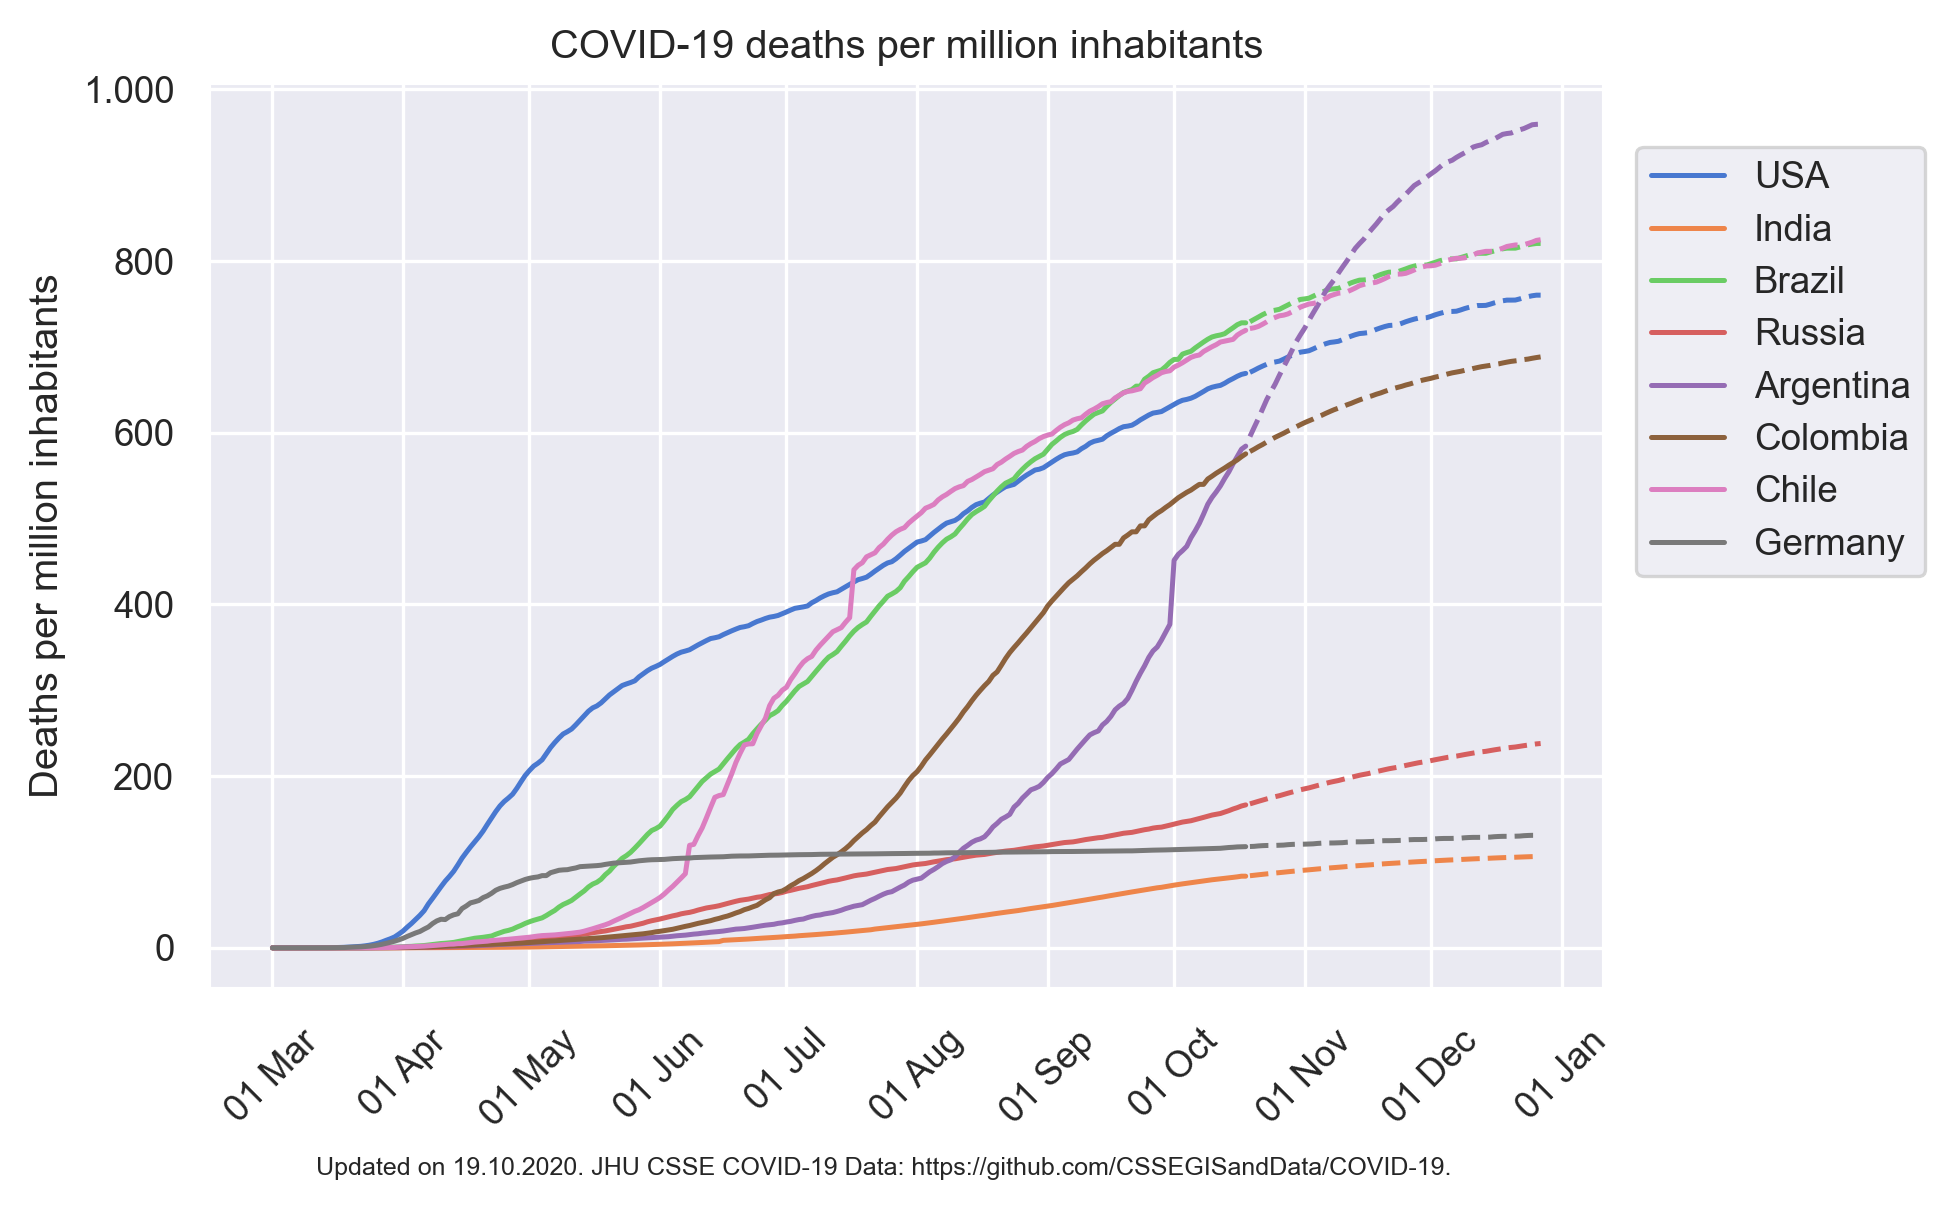 COVID-19 deaths per million inhabitants
1.000
800
600
400
200
0
Deaths per million inhabitants
USA
India
Brazil
Russia
Argentina
Colombia
Chile
Germany
01 Mar
01 Apr
01 May
01 Jun
01 Jul
01 Aug
01 Sep
01 Oct
01 Nov
01 Dec
01 Jan
Updated on 19.10.2020. JHU CSSE COVID-19 Data: https://github.com/CSSEGISandData/COVID-19.